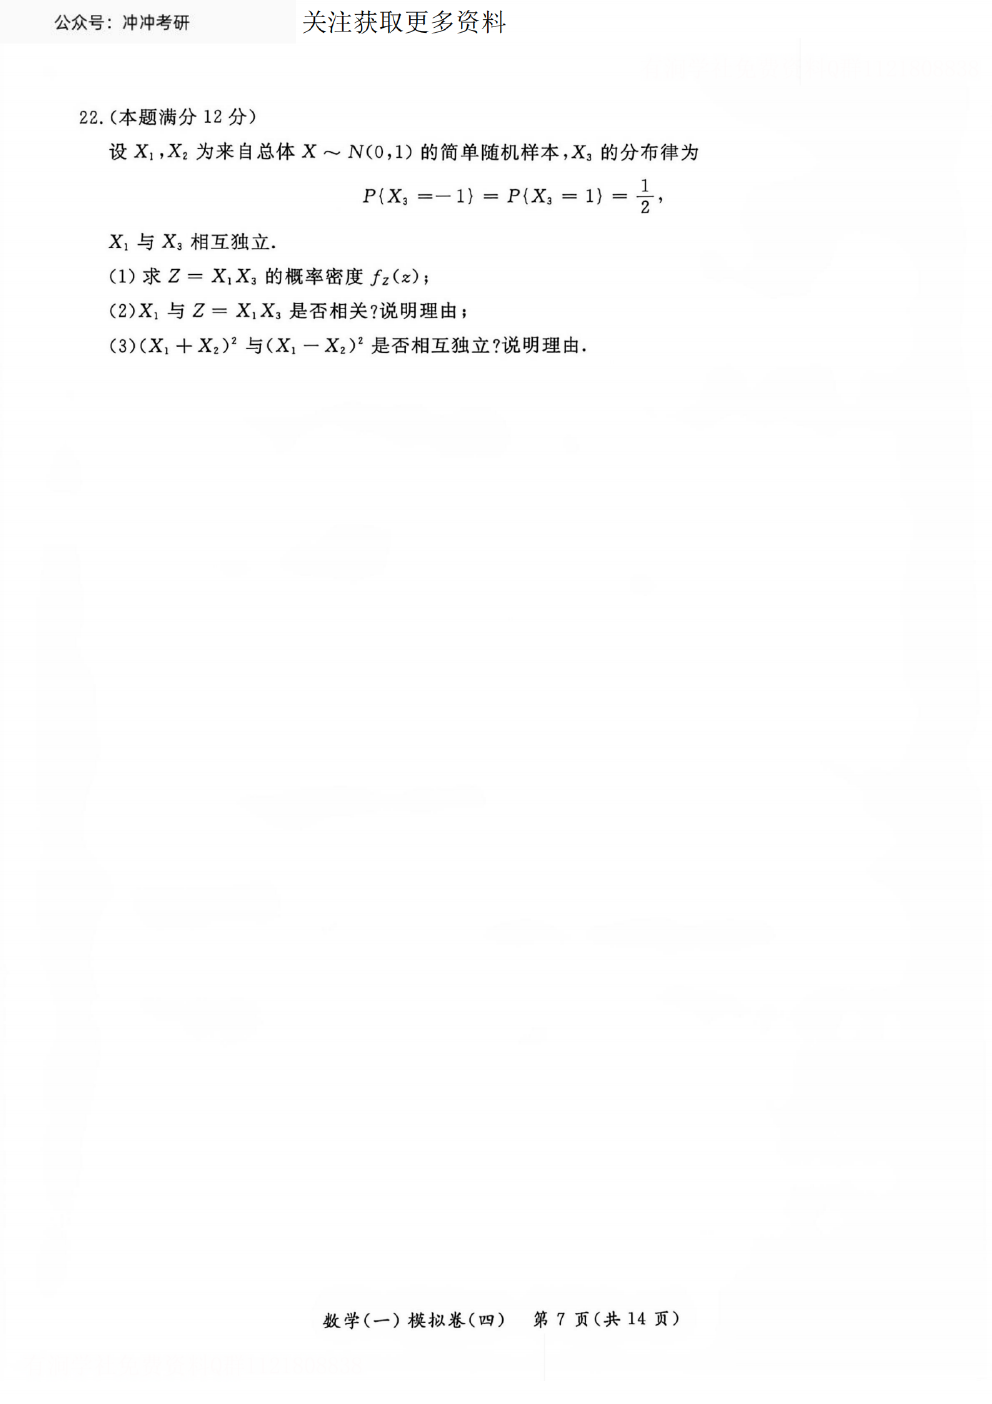 公众号：冲冲考研 关注获取更多资料
22.(本题满分 12 分)
设 X₁,X₂ 为来自总体 X ～ N(0,1) 的简单随机样本,X₃ 的分布律为
P{X₃ =－1} = P{X₃ = 1} = 1/2,
X₁ 与 X₃ 相互独立.
(1) 求 Z = X₁X₃ 的概率密度 f_Z(z);
(2)X₁ 与 Z = X₁X₃ 是否相关?说明理由;
(3)(X₁ + X₂)² 与(X₁ － X₂)² 是否相互独立?说明理由.
数学(一)模拟卷(四) 第 7 页(共 14 页)